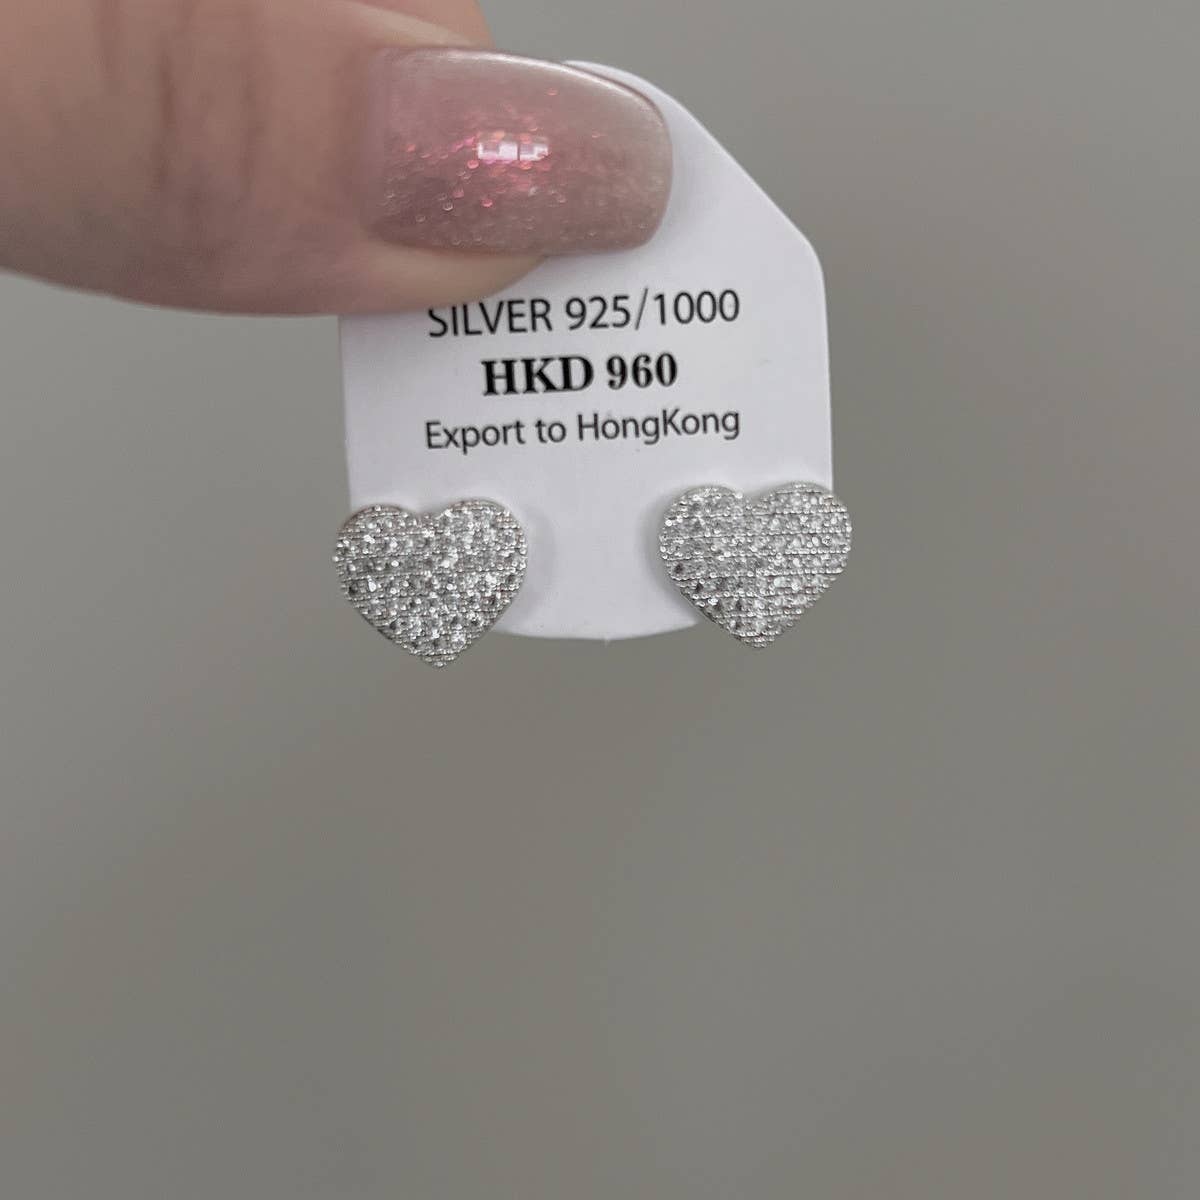 SILVER 925/1000
HKD 960
Export to HongKong